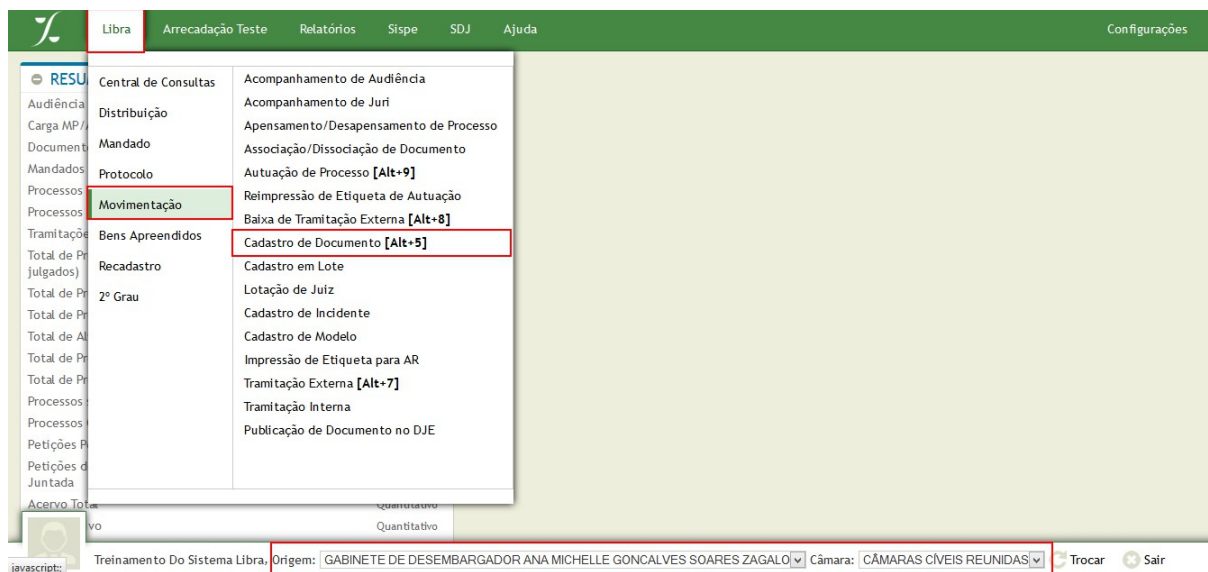 Libra Arrecadação Teste Relatórios Sispe SDJ Ajuda Configurações
RESU
Audiência
Carga MP/
Document
Mandados
Processos
Processos
Tramitaçõe
Total de Pr
julgados)
Total de Pr
Total de Pr
Total de Al
Total de Pr
Total de Pr
Processos
Processos
Petições P
Petições d
Juntada
Acervo Total Quantitativo
vo Quantitativo
Central de Consultas
Distribuição
Mandado
Protocolo
Movimentação
Bens Apreendidos
Recadastro
2º Grau
Acompanhamento de Audiência
Acompanhamento de Juri
Apensamento/Desapensamento de Processo
Associação/Dissociação de Documento
Autuação de Processo [Alt+9]
Reimpressão de Etiqueta de Autuação
Baixa de Tramitação Externa [Alt+8]
Cadastro de Documento [Alt+5]
Cadastro em Lote
Lotação de Juiz
Cadastro de Incidente
Cadastro de Modelo
Impressão de Etiqueta para AR
Tramitação Externa [Alt+7]
Tramitação Interna
Publicação de Documento no DJE
Treinamento Do Sistema Libra, Origem: GABINETE DE DESEMBARGADOR ANA MICHELLE GONCALVES SOARES ZAGALO Câmara: CÂMARAS CÍVEIS REUNIDAS Trocar Sair
javascript:;